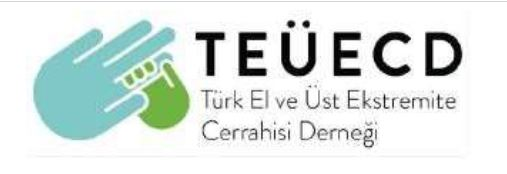 TEÜECD
Türk El ve Üst Ekstremite
Cerrahisi Derneği